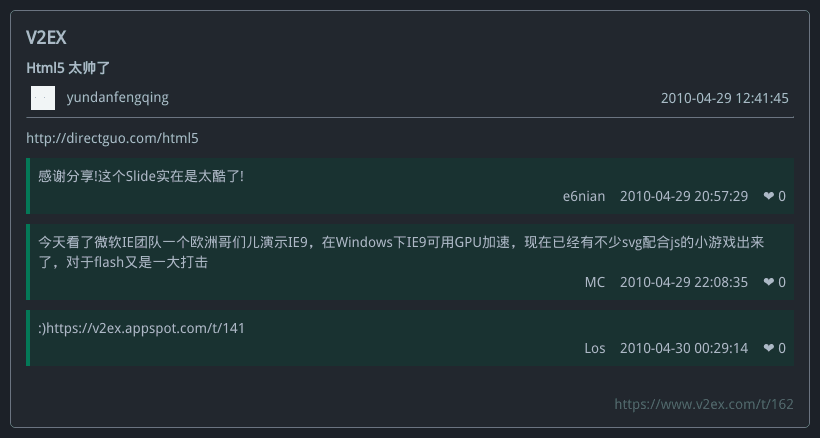 V2EX
Html5 太帅了
yundanfengqing 2010-04-29 12:41:45
http://directguo.com/html5
感谢分享!这个Slide实在是太酷了!
e6nian 2010-04-29 20:57:29 ❤ 0
今天看了微软IE团队一个欧洲哥们儿演示IE9，在Windows下IE9可用GPU加速，现在已经有不少svg配合js的小游戏出来
了，对于flash又是一大打击
MC 2010-04-29 22:08:35 ❤ 0
:)https://v2ex.appspot.com/t/141
Los 2010-04-30 00:29:14 ❤ 0
https://www.v2ex.com/t/162